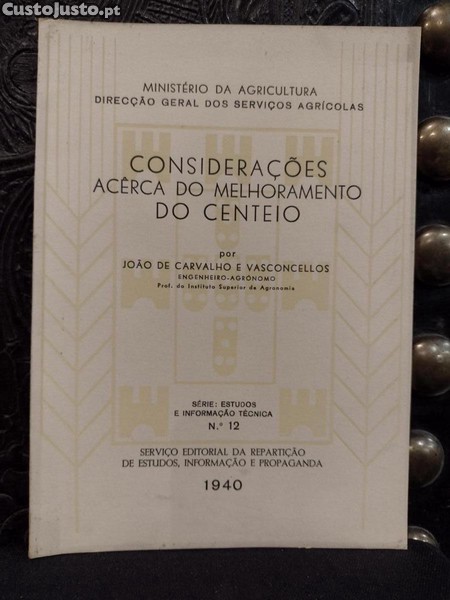 CustoJusto.pt
MINISTÉRIO DA AGRICULTURA
DIRECÇÃO GERAL DOS SERVIÇOS AGRÍCOLAS
CONSIDERAÇÕES
ACÊRCA DO MELHORAMENTO
DO CENTEIO
por
JOÃO DE CARVALHO E VASCONCELLOS
ENGENHEIRO-AGRÓNOMO
Prof. do Instituto Superior de Agronomia
SÉRIE: ESTUDOS
E INFORMAÇÃO TÉCNICA
N.º 12
SERVIÇO EDITORIAL DA REPARTIÇÃO
DE ESTUDOS, INFORMAÇÃO E PROPAGANDA
1940